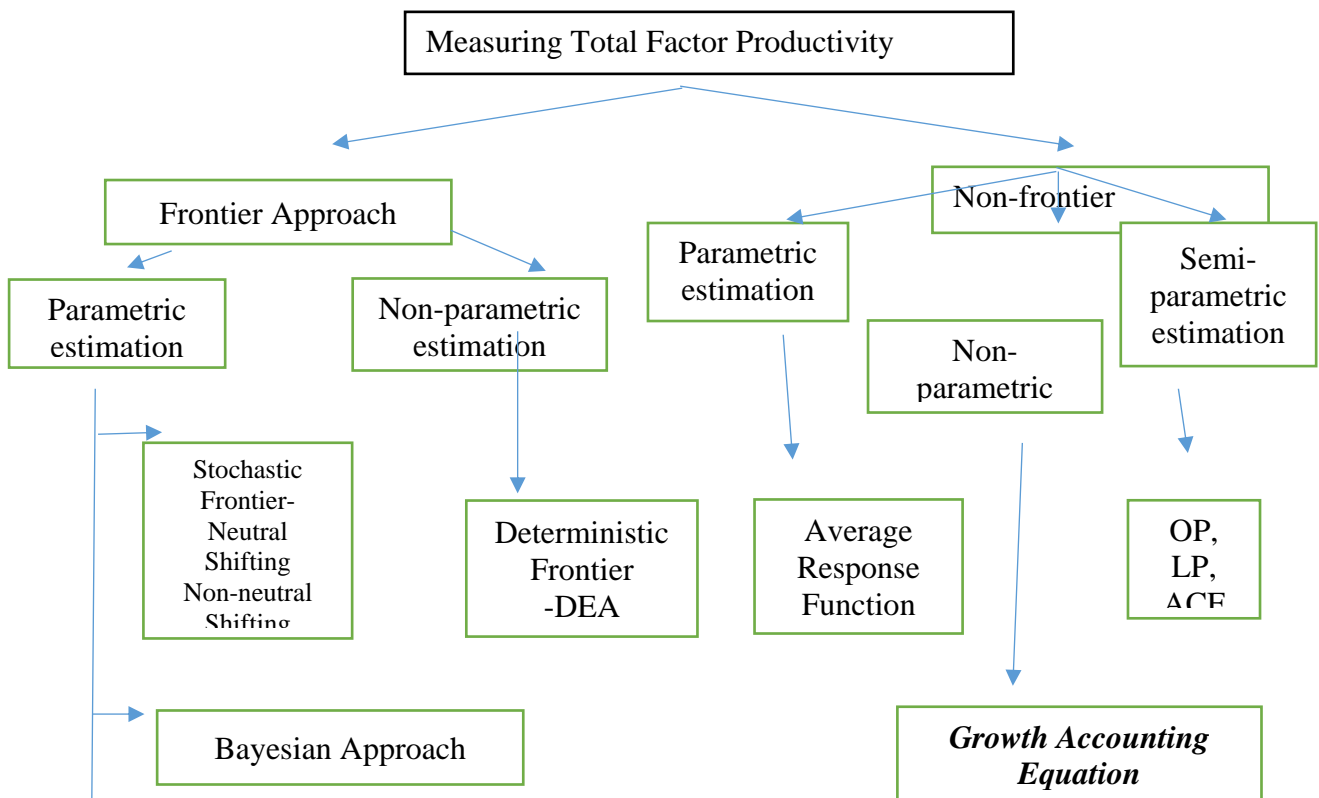 Measuring Total Factor Productivity
Frontier Approach
Non-frontier
Parametric
estimation
Non-parametric
estimation
Parametric
estimation
Non-
parametric
Semi-
parametric
estimation
Stochastic
Frontier-
Neutral
Shifting
Non-neutral
Shifting
Deterministic
Frontier
-DEA
Average
Response
Function
OP,
LP,
ACF
Bayesian Approach
Growth Accounting
Equation